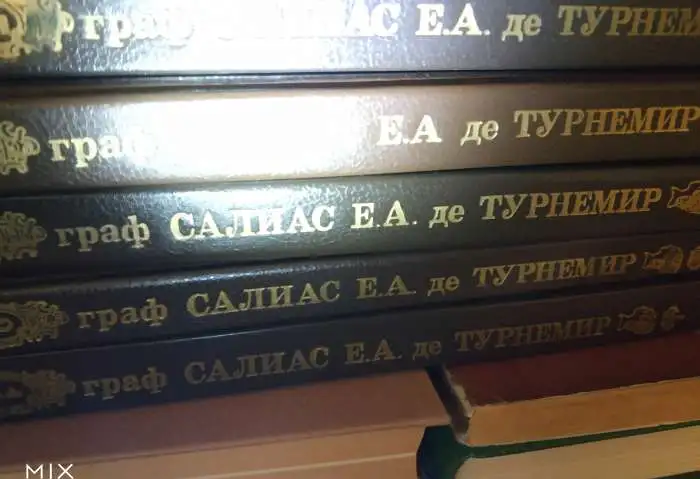 граф САЛИАС Е.А. де ТУРНЕМ
граф Е.А де ТУРНЕМИР
граф САЛИАС Е.А. де ТУРНЕМИР
граф САЛИАС Е.А. де ТУРНЕМИР
граф САЛИАС Е.А. де ТУРНЕМИР
MIX